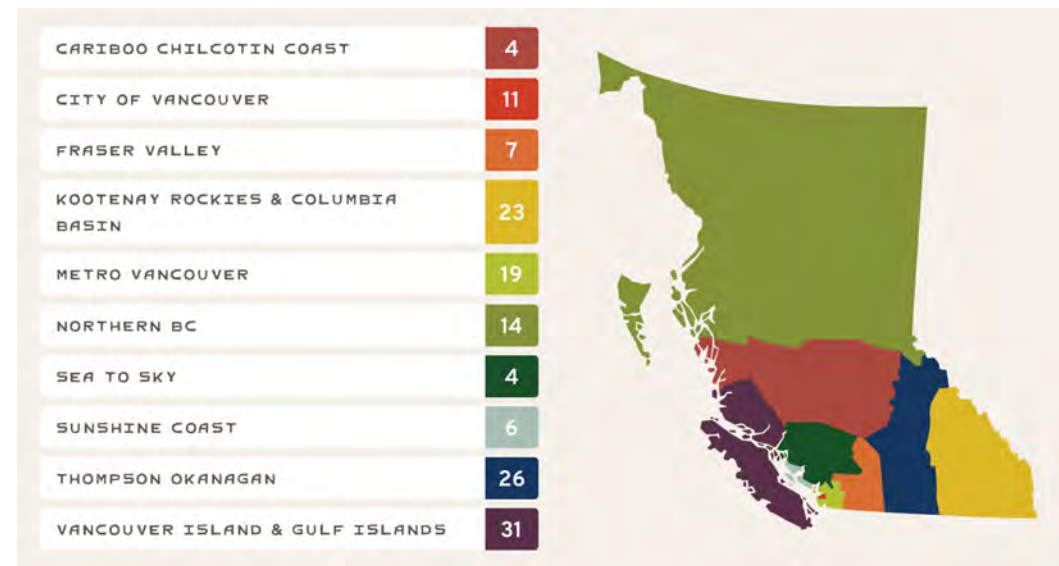 CARIBOO CHILCOTIN COAST 4
CITY OF VANCOUVER 11
FRASER VALLEY 7
KOOTENAY ROCKIES & COLUMBIA
BASIN 23
METRO VANCOUVER 19
NORTHERN BC 14
SEA TO SKY 4
SUNSHINE COAST 6
THOMPSON OKANAGAN 26
VANCOUVER ISLAND & GULF ISLANDS 31